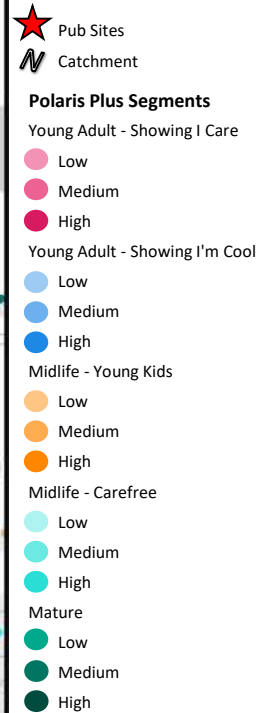 Pub Sites
Catchment
Polaris Plus Segments
Young Adult - Showing I Care
Low
Medium
High
Young Adult - Showing I'm Cool
Low
Medium
High
Midlife - Young Kids
Low
Medium
High
Midlife - Carefree
Low
Medium
High
Mature
Low
Medium
High